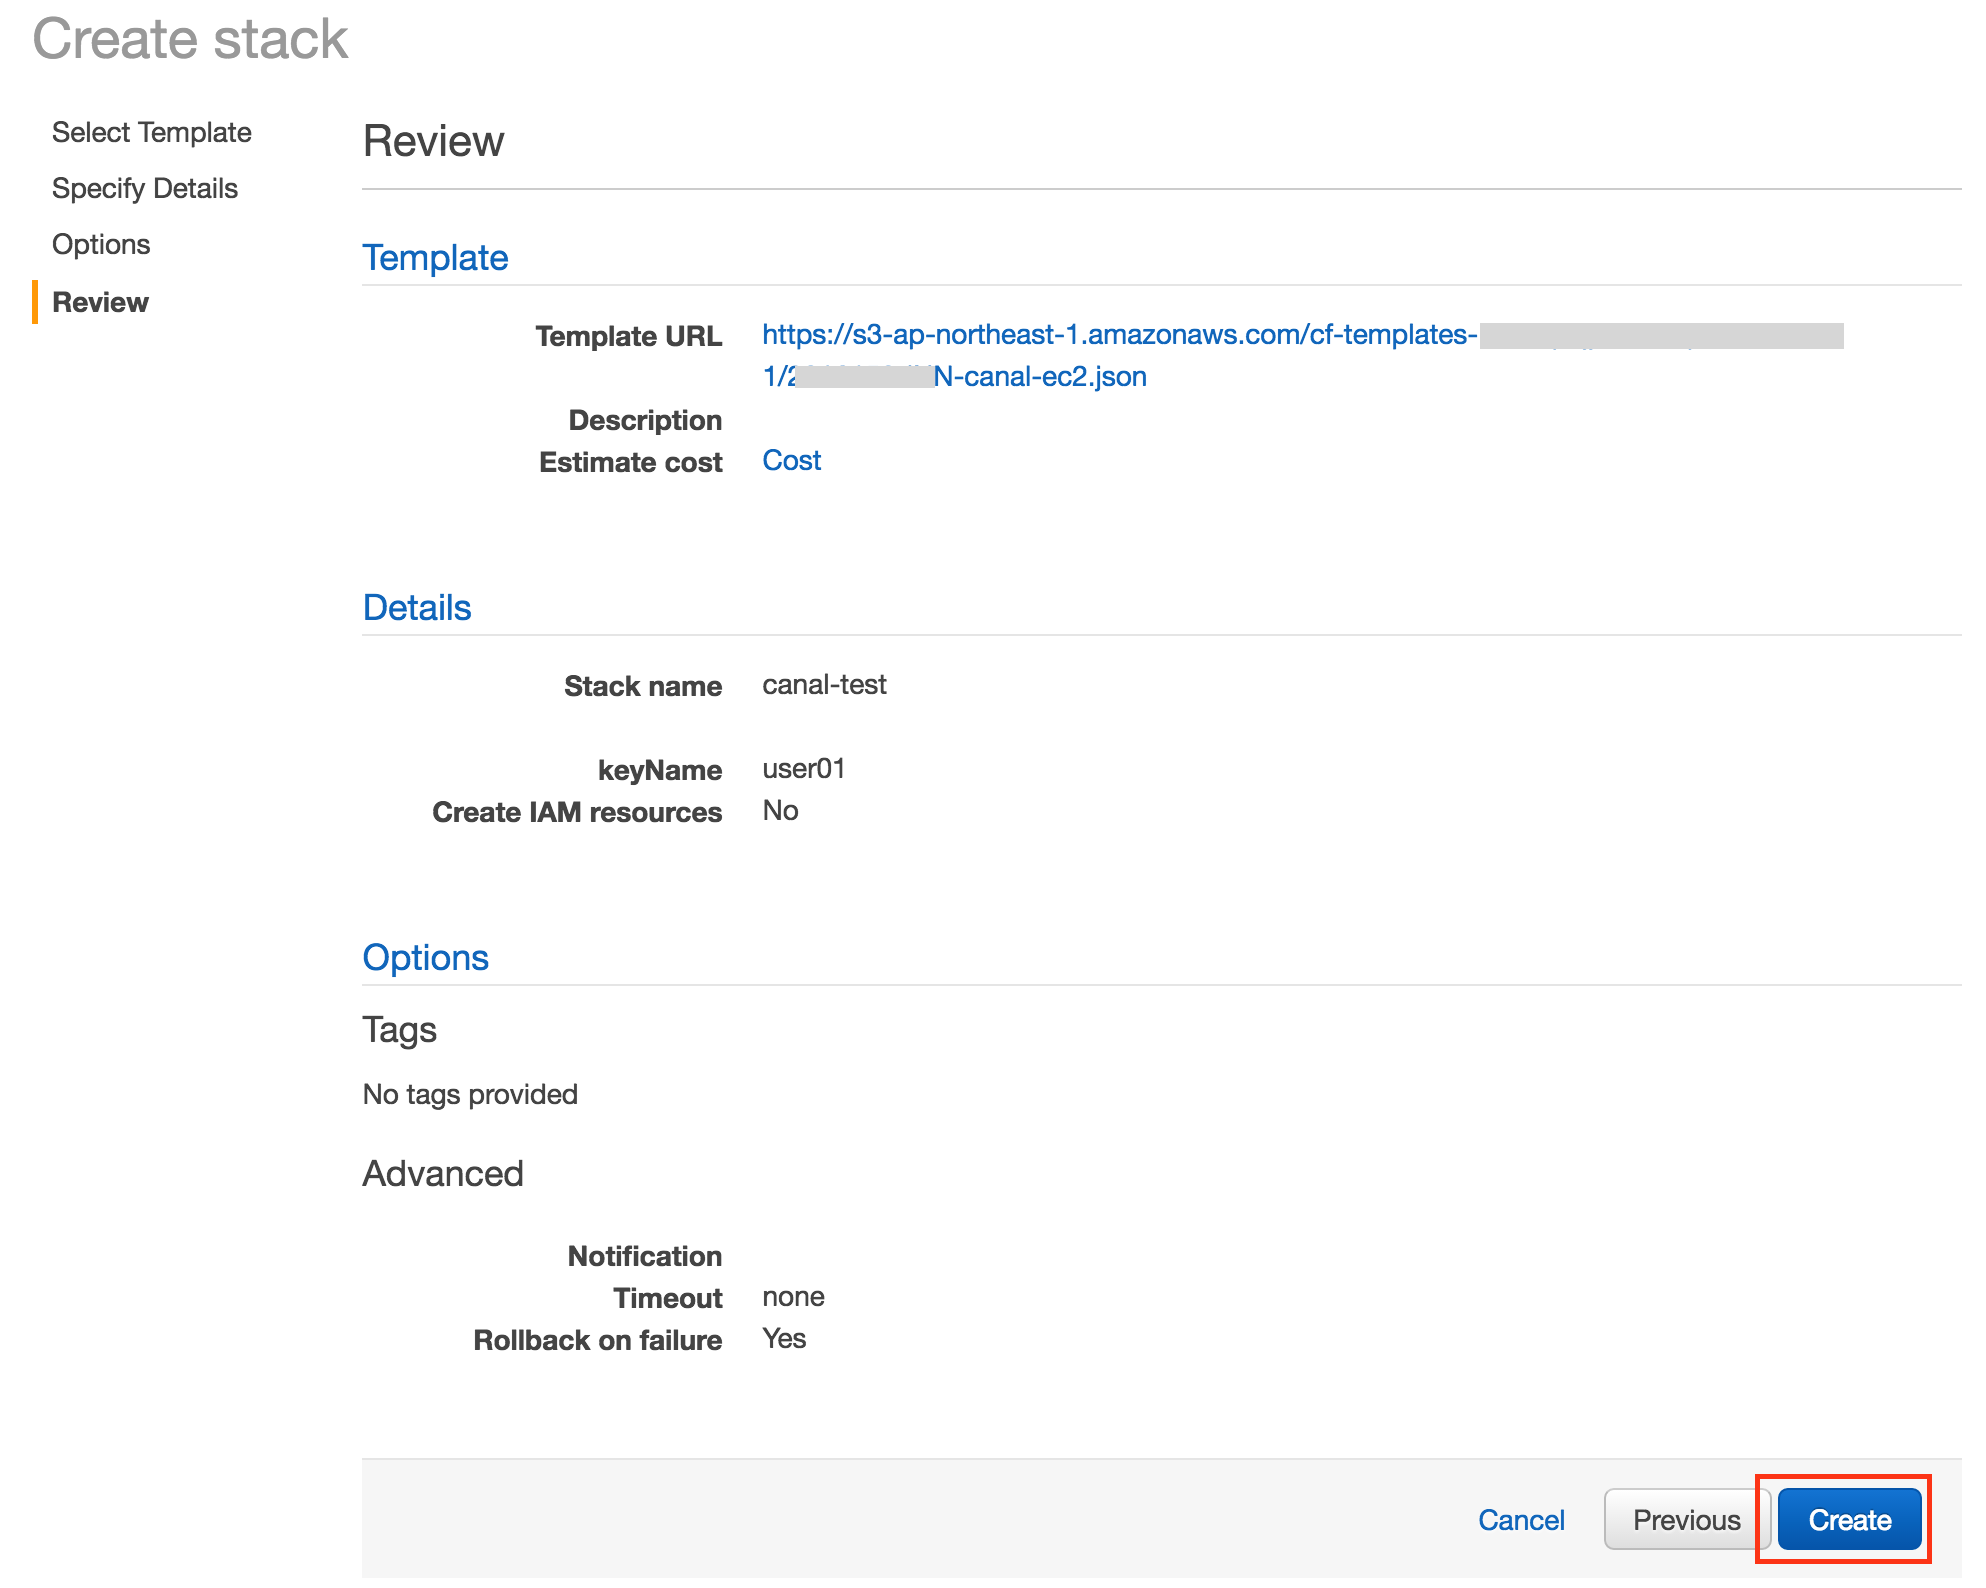 Create stack
Select Template
Specify Details
Options
Review
Review
Template
Template URL https://s3-ap-northeast-1.amazonaws.com/cf-templates-
1/2 N-canal-ec2.json
Description
Estimate cost Cost
Details
Stack name canal-test
keyName user01
Create IAM resources No
Options
Tags
No tags provided
Advanced
Notification
Timeout none
Rollback on failure Yes
Cancel Previous Create